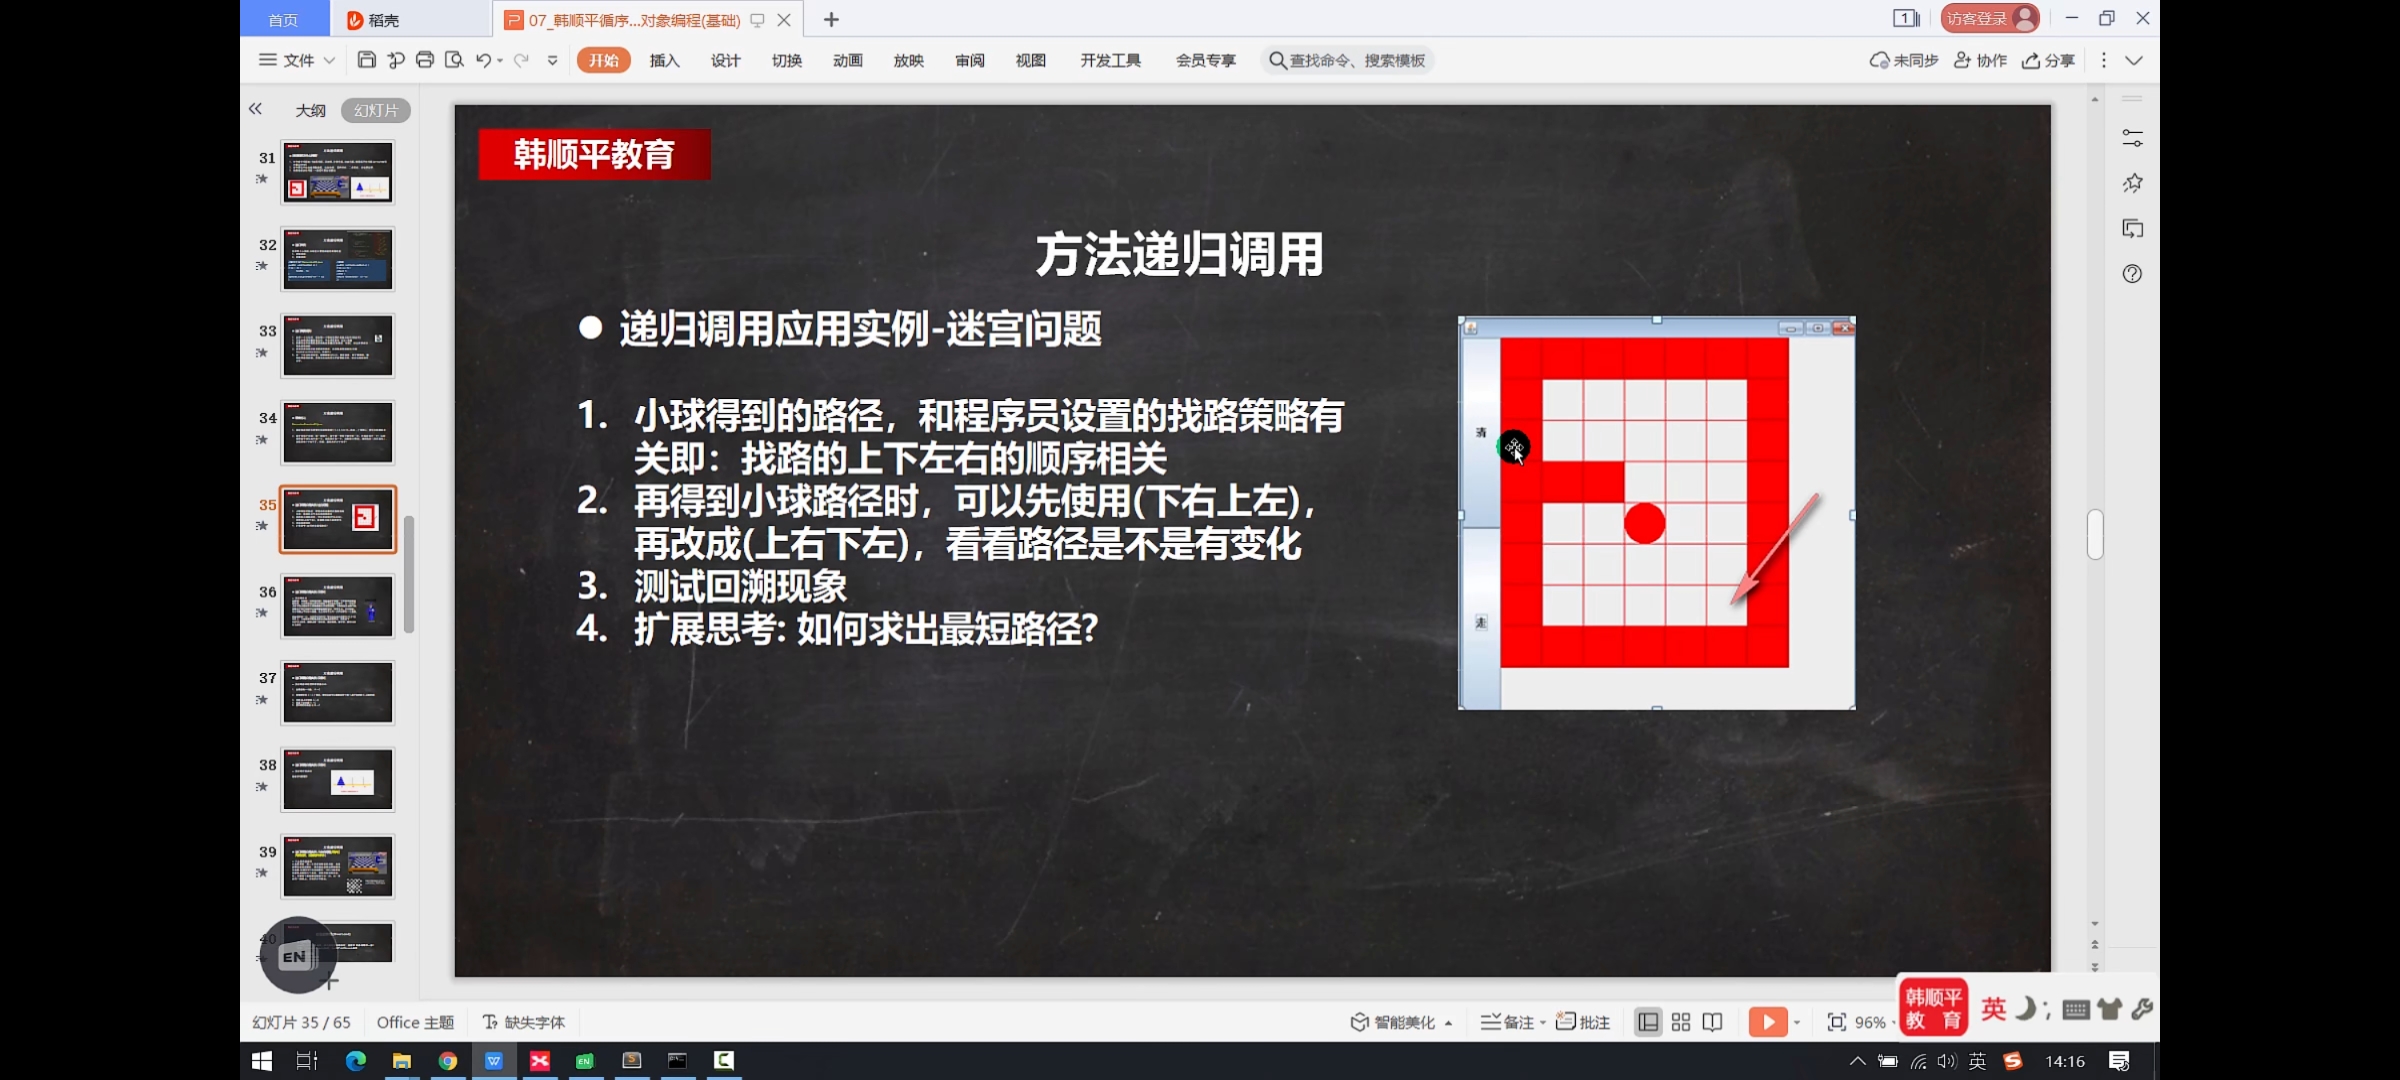 首页
稻壳
07_韩顺平循序...对象编程(基础)
访客登录
文件
开始
插入
设计
切换
动画
放映
审阅
视图
开发工具
会员专享
查找命令、搜索模板
未同步
协作
分享
大纲
幻灯片
31
32
33
34
35
36
37
38
39
40
韩顺平教育
方法递归调用
递归调用应用实例-迷宫问题
1. 小球得到的路径，和程序员设置的找路策略有
关即：找路的上下左右的顺序相关
2. 再得到小球路径时，可以先使用(下右上左)，
再改成(上右下左)，看看路径是不是有变化
3. 测试回溯现象
4. 扩展思考: 如何求出最短路径?
走
EN
幻灯片 35 / 65
Office 主题
缺失字体
智能美化
备注
批注
96%
韩顺平
教 育
英
英
14:16